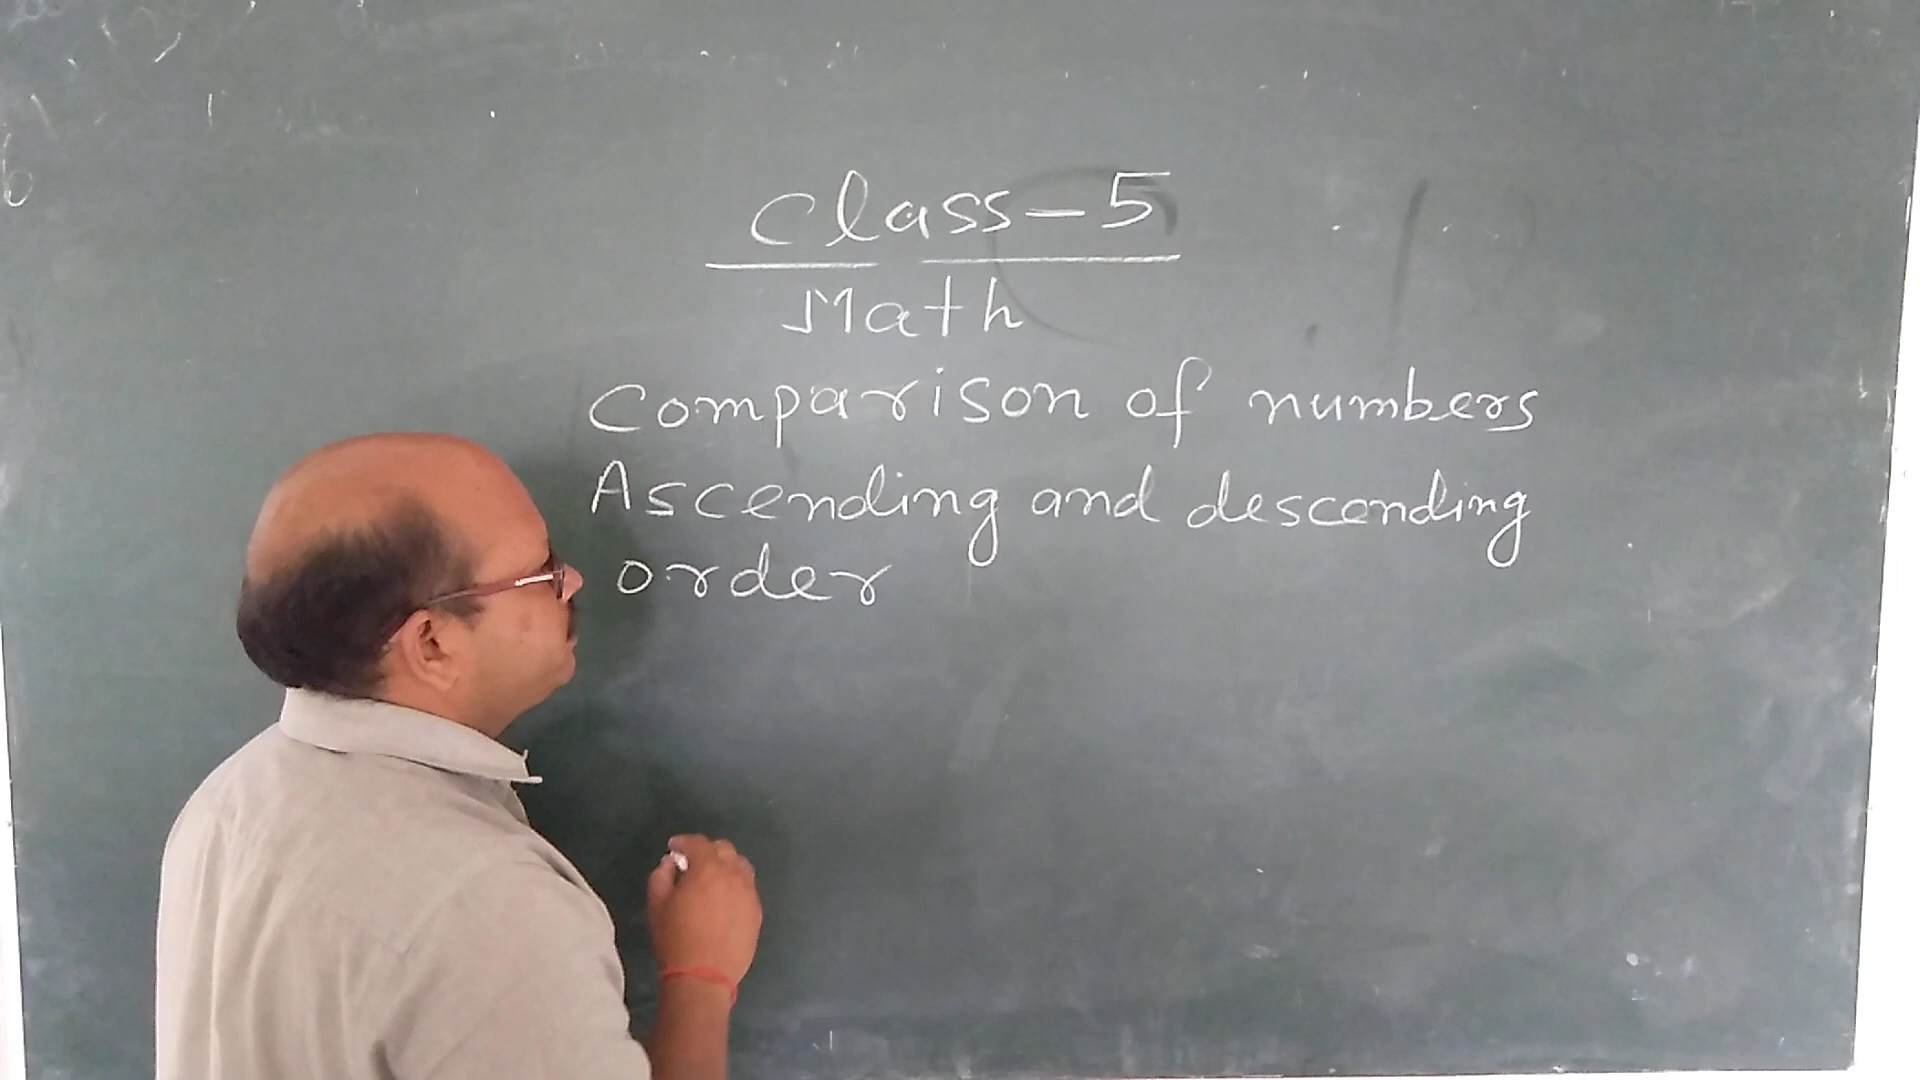 Class-5
Math
Comparison of numbers
Ascending and descending
order